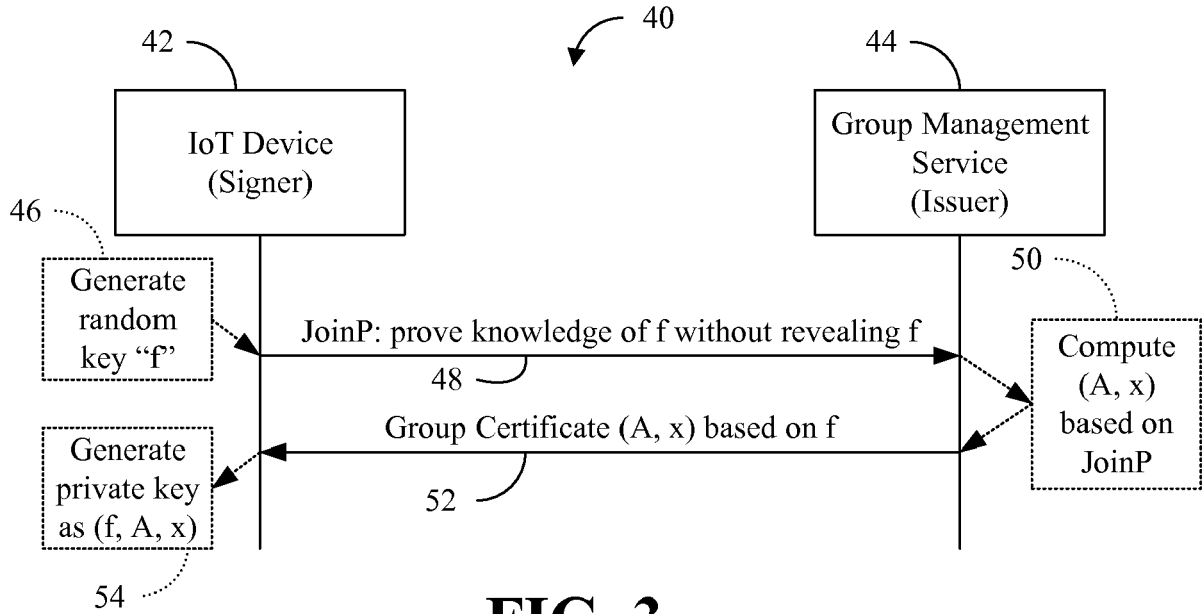 40
42
44
IoT Device
(Signer)
Group Management
Service
(Issuer)
46
Generate
random
key “f”
50
JoinP: prove knowledge of f without revealing f
48
Compute
(A, x)
based on
JoinP
Group Certificate (A, x) based on f
52
Generate
private key
as (f, A, x)
54
FIG. 3